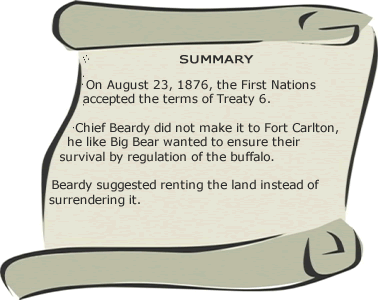 SUMMARY
On August 23, 1876, the First Nations
accepted the terms of Treaty 6.
Chief Beardy did not make it to Fort Carlton,
he like Big Bear wanted to ensure their
survival by regulation of the buffalo.
Beardy suggested renting the land instead of
surrendering it.